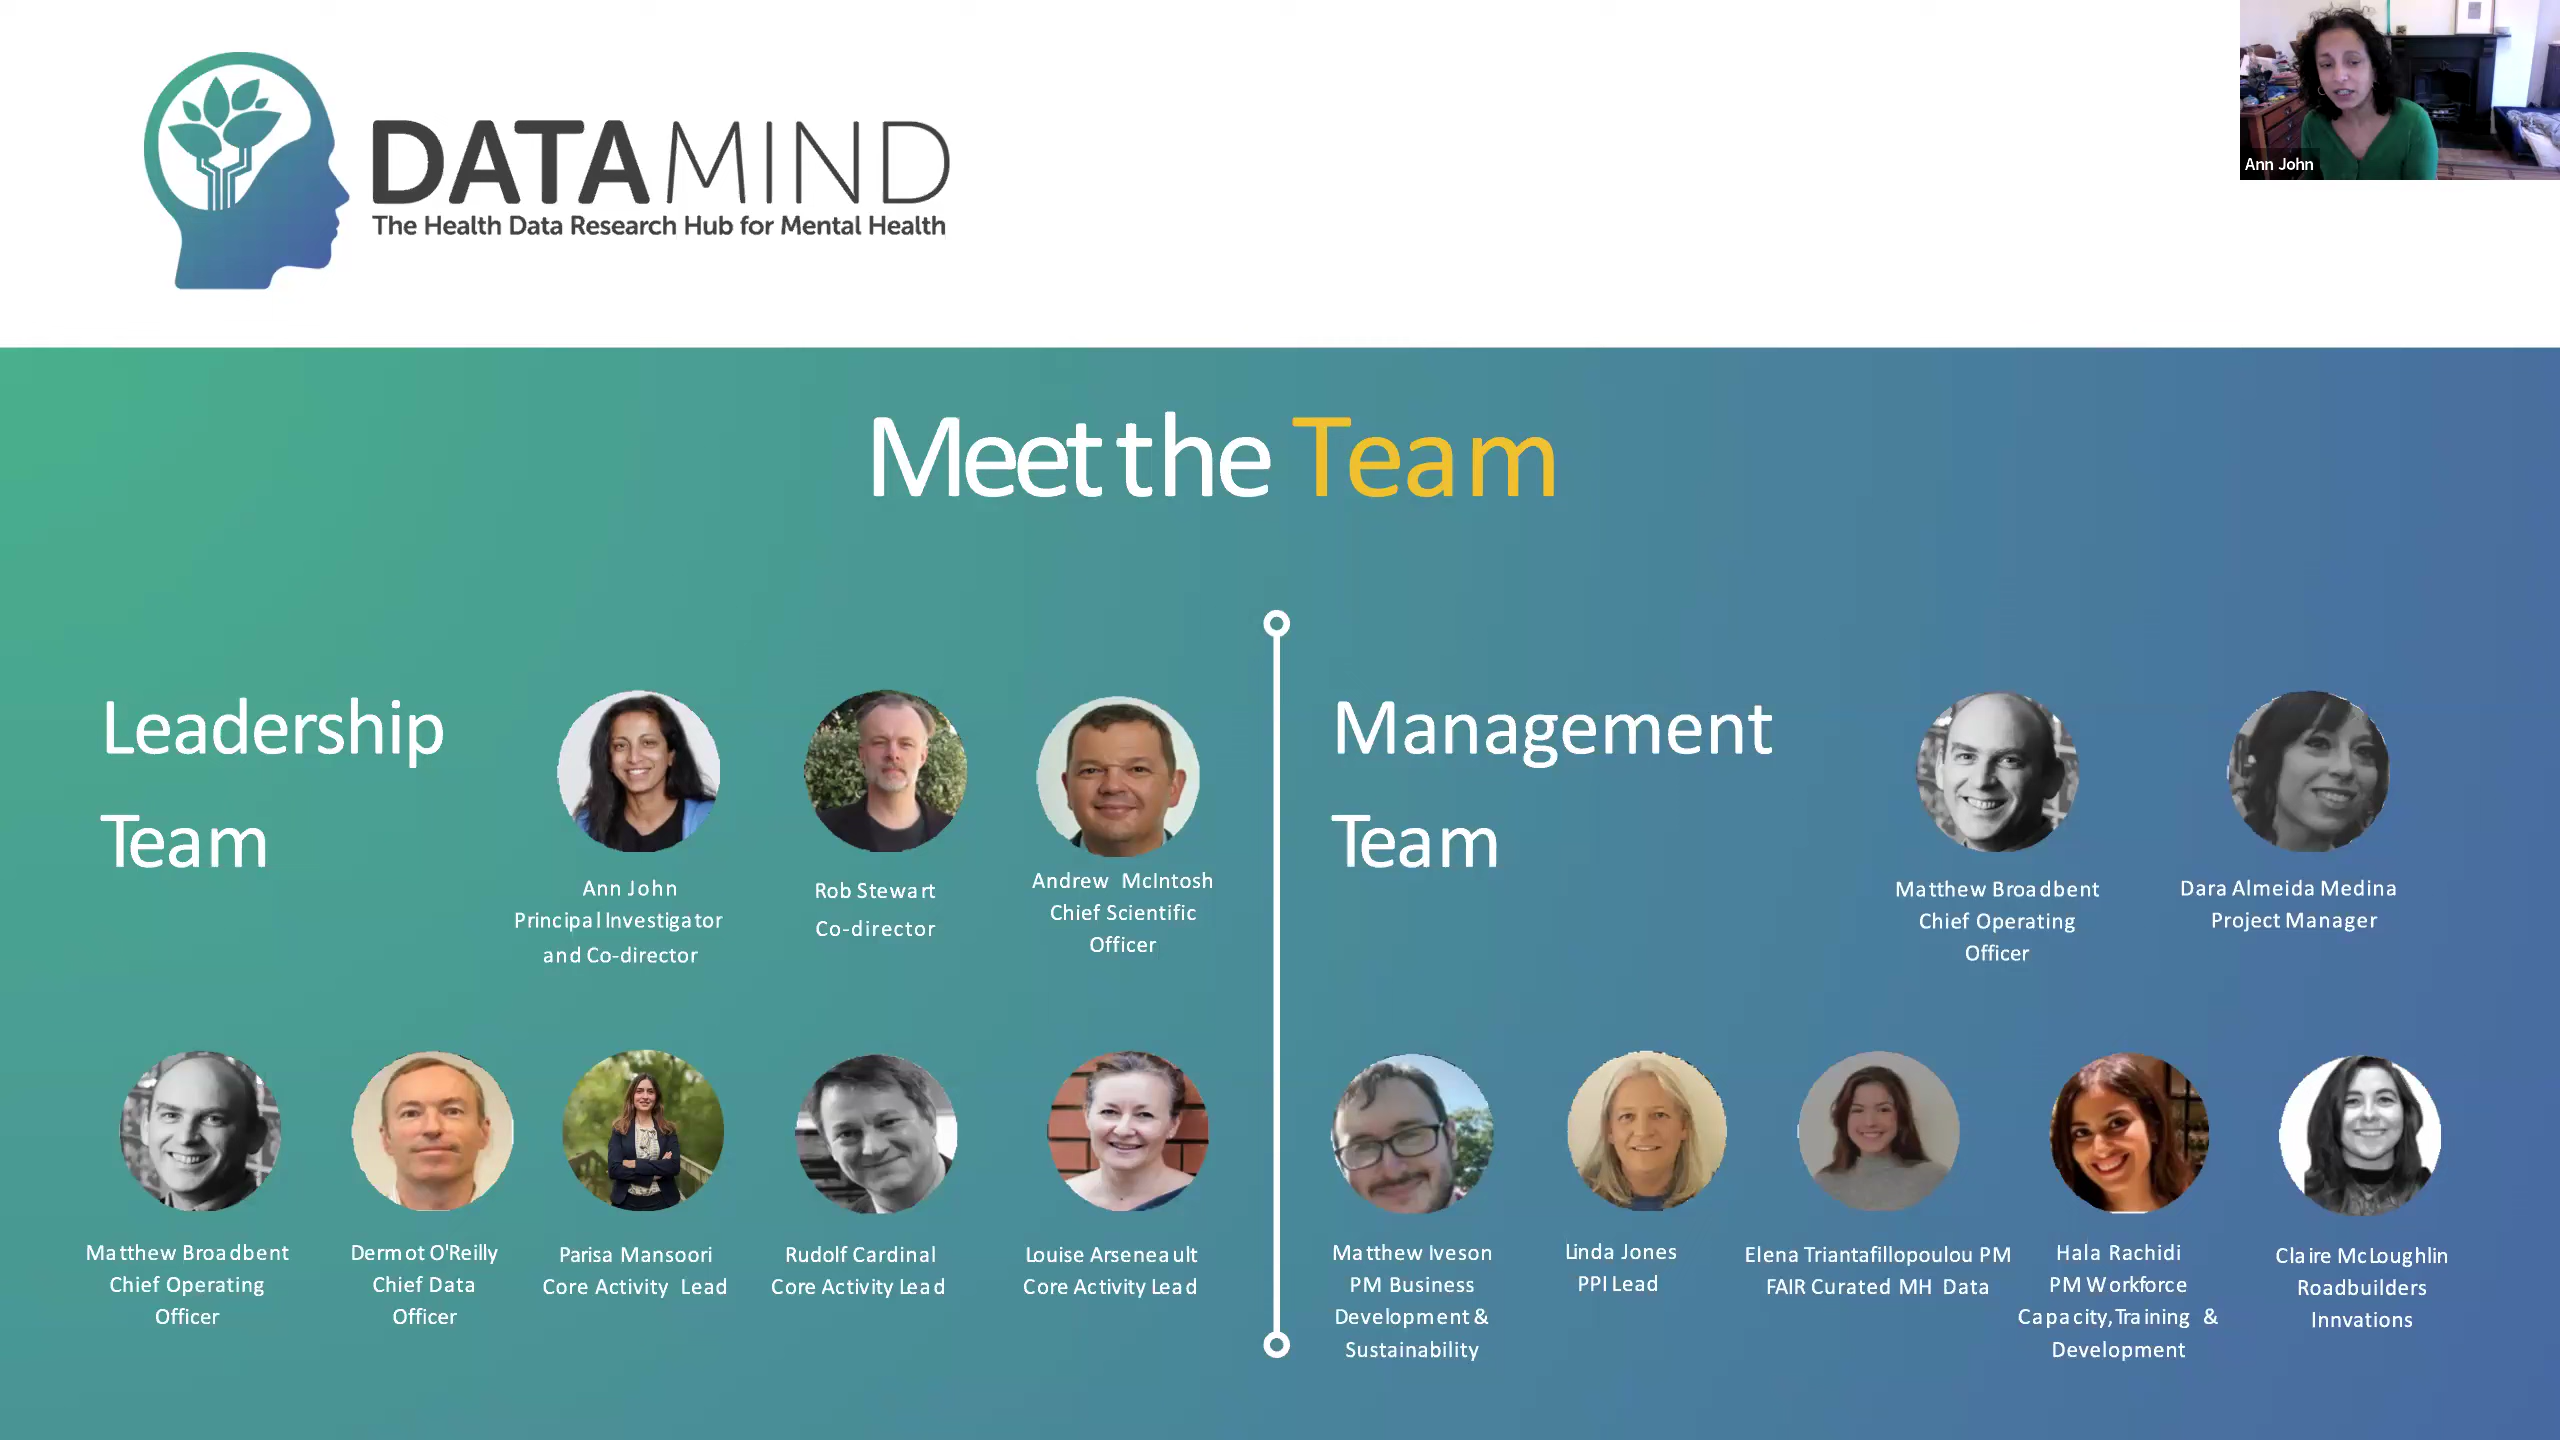 DATAMIND
The Health Data Research Hub for Mental Health
Ann John
Meet the Team
Leadership
Team
Ann John
Principal Investigator
and Co-director
Rob Stewart
Co-director
Andrew McIntosh
Chief Scientific
Officer
Matthew Broadbent
Chief Operating
Officer
Dermot O'Reilly
Chief Data
Officer
Parisa Mansoori
Core Activity Lead
Rudolf Cardinal
Core Activity Lead
Louise Arseneault
Core Activity Lead
Management
Team
Matthew Broadbent
Chief Operating
Officer
Dara Almeida Medina
Project Manager
Matthew Iveson
PM Business
Development &
Sustainability
Linda Jones
PPI Lead
Elena Triantafillopoulou PM
FAIR Curated MH Data
Hala Rachidi
PM Workforce
Capacity, Training &
Development
Claire McLoughlin
Roadbuilders
Innvations